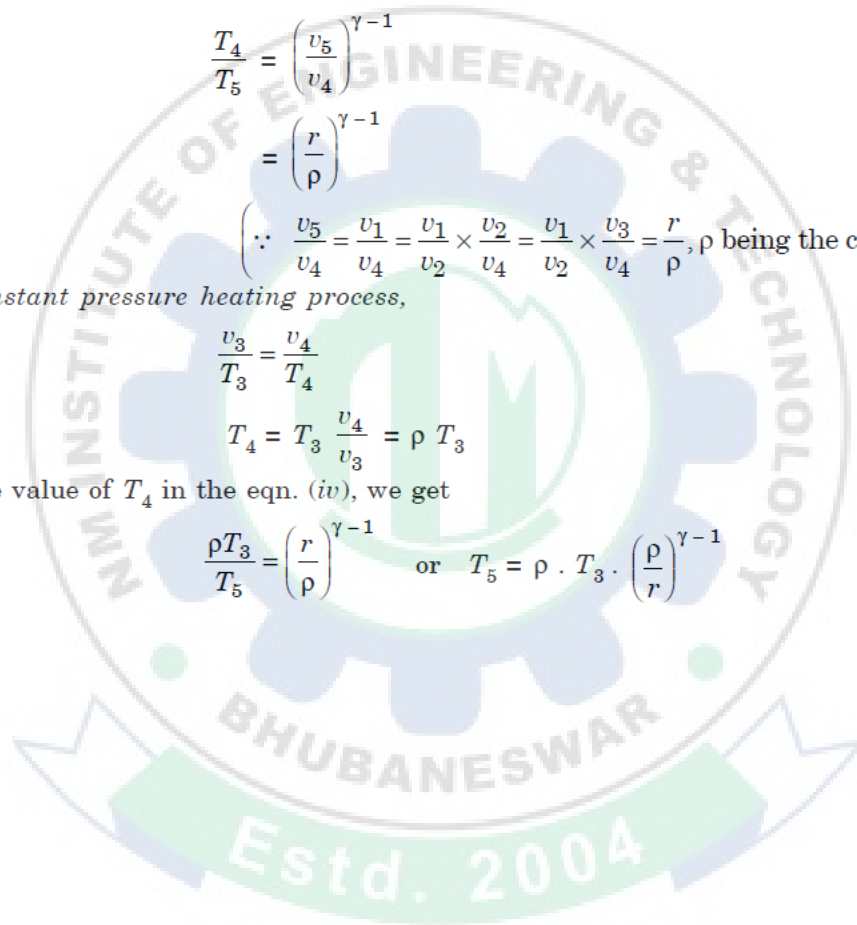 T₄/T₅ = (v₅/v₄)^(γ – 1)
= (r/ρ)^(γ – 1)
(∵ v₅/v₄ = v₁/v₄ = v₁/v₂ × v₂/v₄ = v₁/v₂ × v₃/v₄ = r/ρ, ρ being the c
nstant pressure heating process,
v₃/T₃ = v₄/T₄
T₄ = T₃ v₄/v₃ = ρ T₃
e value of T₄ in the eqn. (iv), we get
ρT₃/T₅ = (r/ρ)^(γ – 1) or T₅ = ρ . T₃ . (ρ/r)^(γ – 1)
NM INSTITUTE OF ENGINEERING & TECHNOLOGY
BHUBANESWAR
Estd. 2004